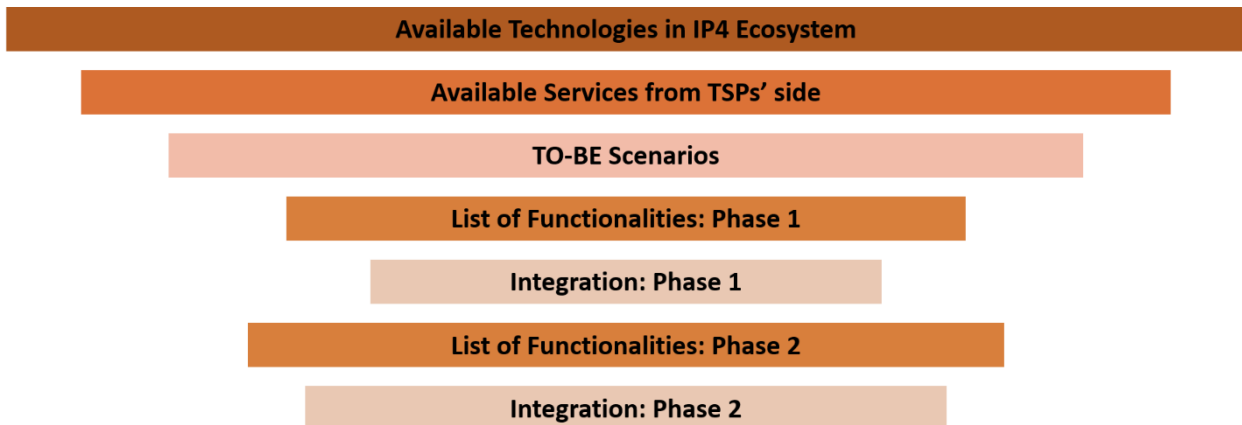 Available Technologies in IP4 Ecosystem
Available Services from TSPs’ side
TO-BE Scenarios
List of Functionalities: Phase 1
Integration: Phase 1
List of Functionalities: Phase 2
Integration: Phase 2